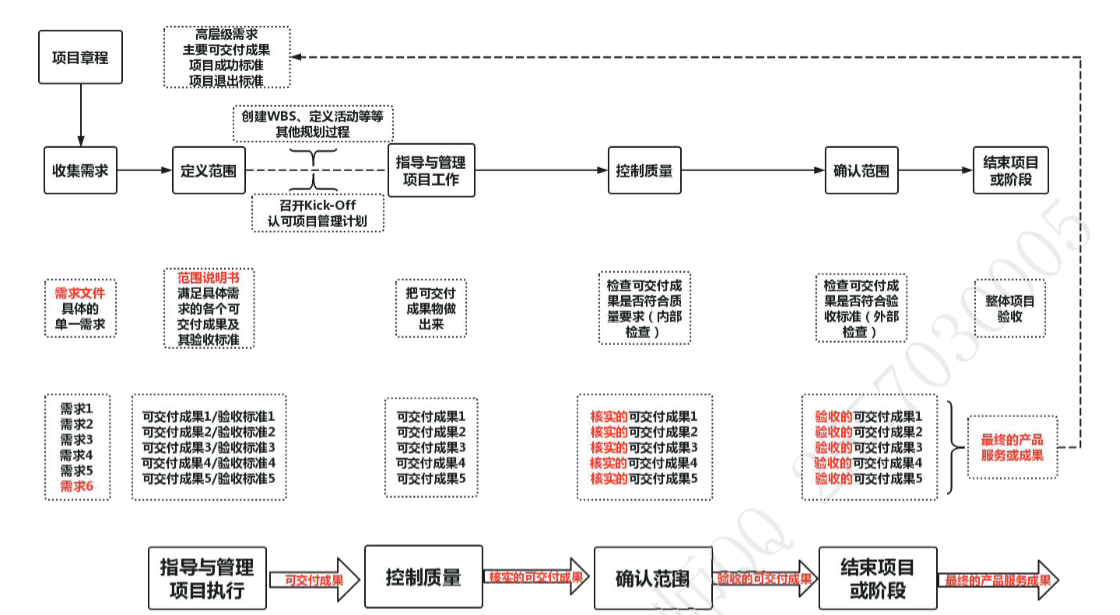 项目章程
高层级需求
主要可交付成果
项目成功标准
项目退出标准
创建WBS、定义活动等等
其他规划过程
收集需求
定义范围
指导与管理
项目工作
控制质量
确认范围
结束项目
或阶段
召开Kick-Off
认可项目管理计划
需求文件
具体的
单一需求
范围说明书
满足具体需
求的各个可
交付成果及
其验收标准
把可交付
成果物做
出来
检查可交付成
果是否符合质
量要求（内部
检查）
检查可交付成
果是否符合验
收标准（外部
检查）
整体项目
验收
需求1
需求2
需求3
需求4
需求5
需求6
可交付成果1/验收标准1
可交付成果2/验收标准2
可交付成果3/验收标准3
可交付成果4/验收标准4
可交付成果5/验收标准5
可交付成果1
可交付成果2
可交付成果3
可交付成果4
可交付成果5
核实的可交付成果1
核实的可交付成果2
核实的可交付成果3
核实的可交付成果4
核实的可交付成果5
验收的可交付成果1
验收的可交付成果2
验收的可交付成果3
验收的可交付成果4
验收的可交付成果5
最终的产品
服务或成果
指导与管理
项目执行
可交付成果
控制质量
核实的可交付成果
确认范围
验收的可交付成果
结束项目
或阶段
最终的产品服务成果